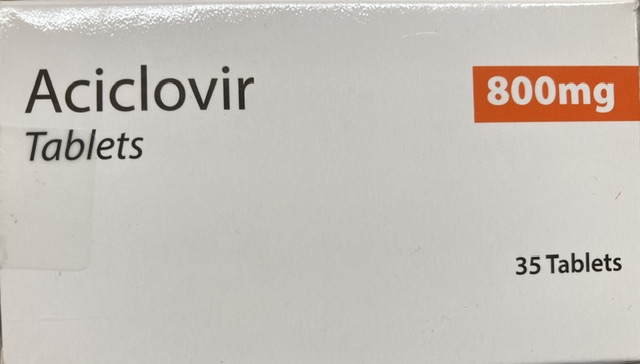 Aciclovir
800mg
Tablets
35 Tablets